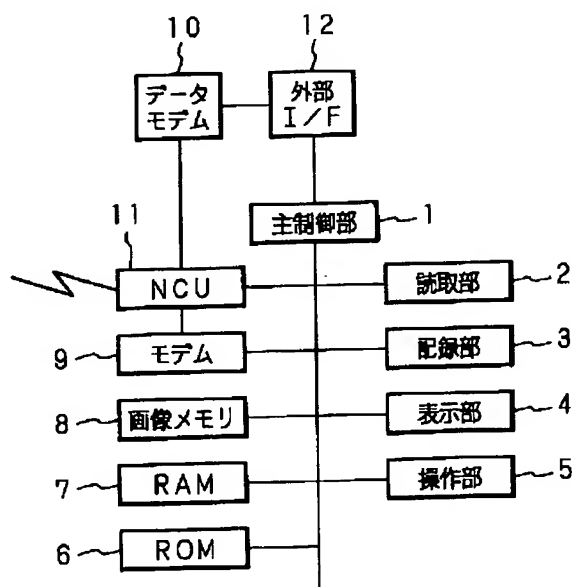 10
12
データ
モデム
外部
I/F
主制御部
1
11
NCU
読取部
2
9
モデム
記録部
3
8
画像メモリ
表示部
4
7
RAM
操作部
5
6
ROM